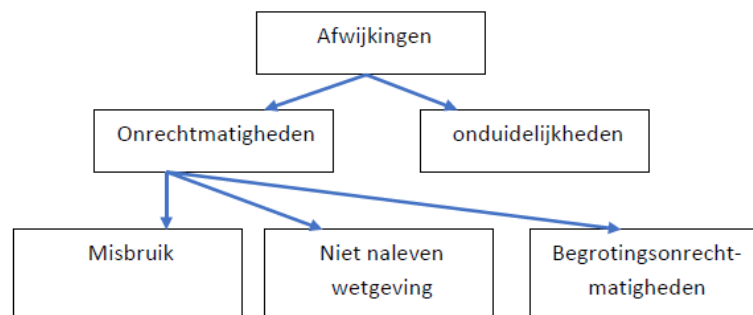 Afwijkingen
Onrechtmatigheden
onduidelijkheden
Misbruik
Niet naleven
wetgeving
Begrotingsonrecht-
matigheden